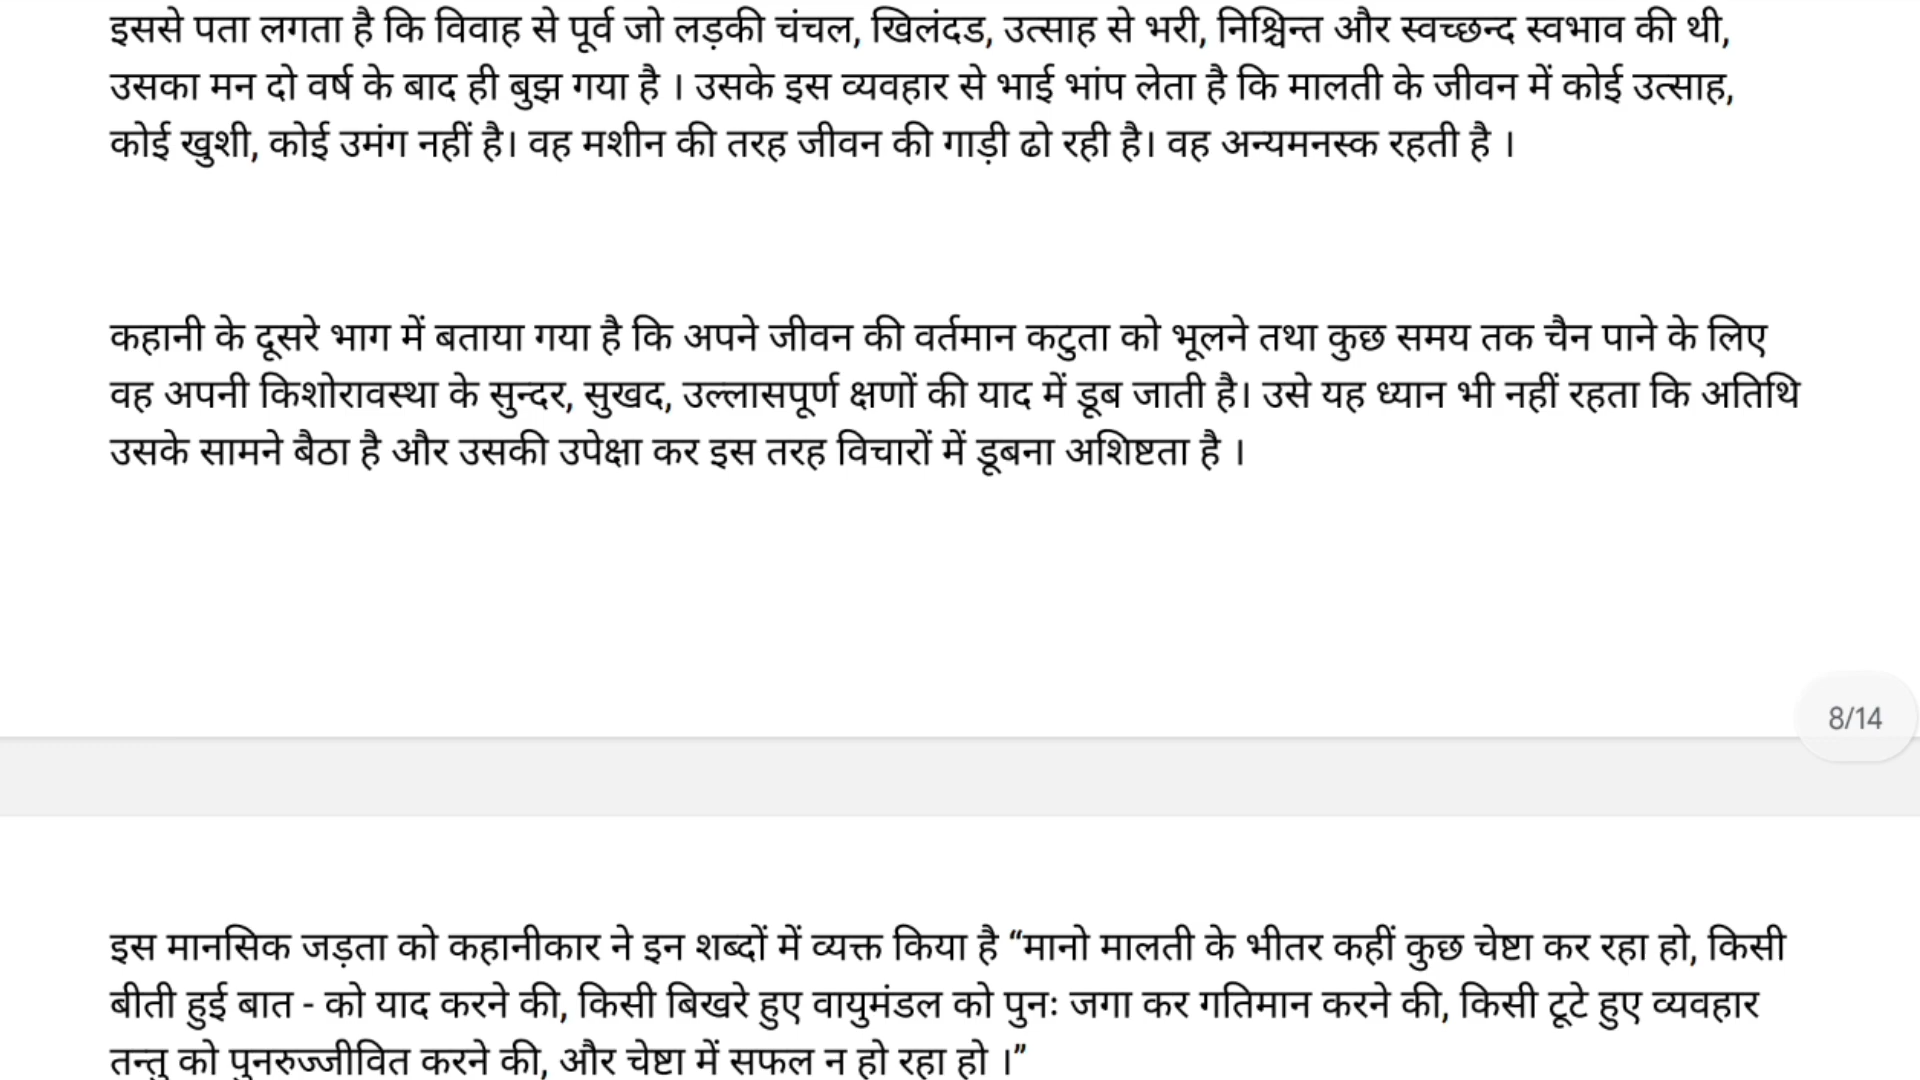 इससे पता लगता है कि विवाह से पूर्व जो लड़की चंचल, खिलंदड, उत्साह से भरी, निश्चिन्त और स्वच्छन्द स्वभाव की थी,
उसका मन दो वर्ष के बाद ही बुझ गया है । उसके इस व्यवहार से भाई भांप लेता है कि मालती के जीवन में कोई उत्साह,
कोई खुशी, कोई उमंग नहीं है। वह मशीन की तरह जीवन की गाड़ी ढो रही है। वह अन्यमनस्क रहती है ।
कहानी के दूसरे भाग में बताया गया है कि अपने जीवन की वर्तमान कटुता को भूलने तथा कुछ समय तक चैन पाने के लिए
वह अपनी किशोरावस्था के सुन्दर, सुखद, उल्लासपूर्ण क्षणों की याद में डूब जाती है। उसे यह ध्यान भी नहीं रहता कि अतिथि
उसके सामने बैठा है और उसकी उपेक्षा कर इस तरह विचारों में डूबना अशिष्टता है ।
8/14
इस मानसिक जड़ता को कहानीकार ने इन शब्दों में व्यक्त किया है “मानो मालती के भीतर कहीं कुछ चेष्टा कर रहा हो, किसी
बीती हुई बात - को याद करने की, किसी बिखरे हुए वायुमंडल को पुनः जगा कर गतिमान करने की, किसी टूटे हुए व्यवहार
तन्तु को पुनरुज्जीवित करने की, और चेष्टा में सफल न हो रहा हो ।”